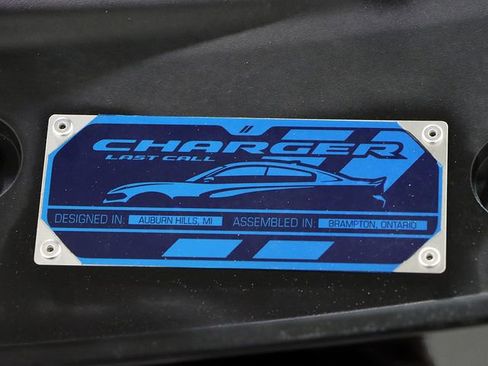 CHARGER
LAST CALL
DESIGNED IN: AUBURN HILLS, MI ASSEMBLED IN: BRAMPTON, ONTARIO